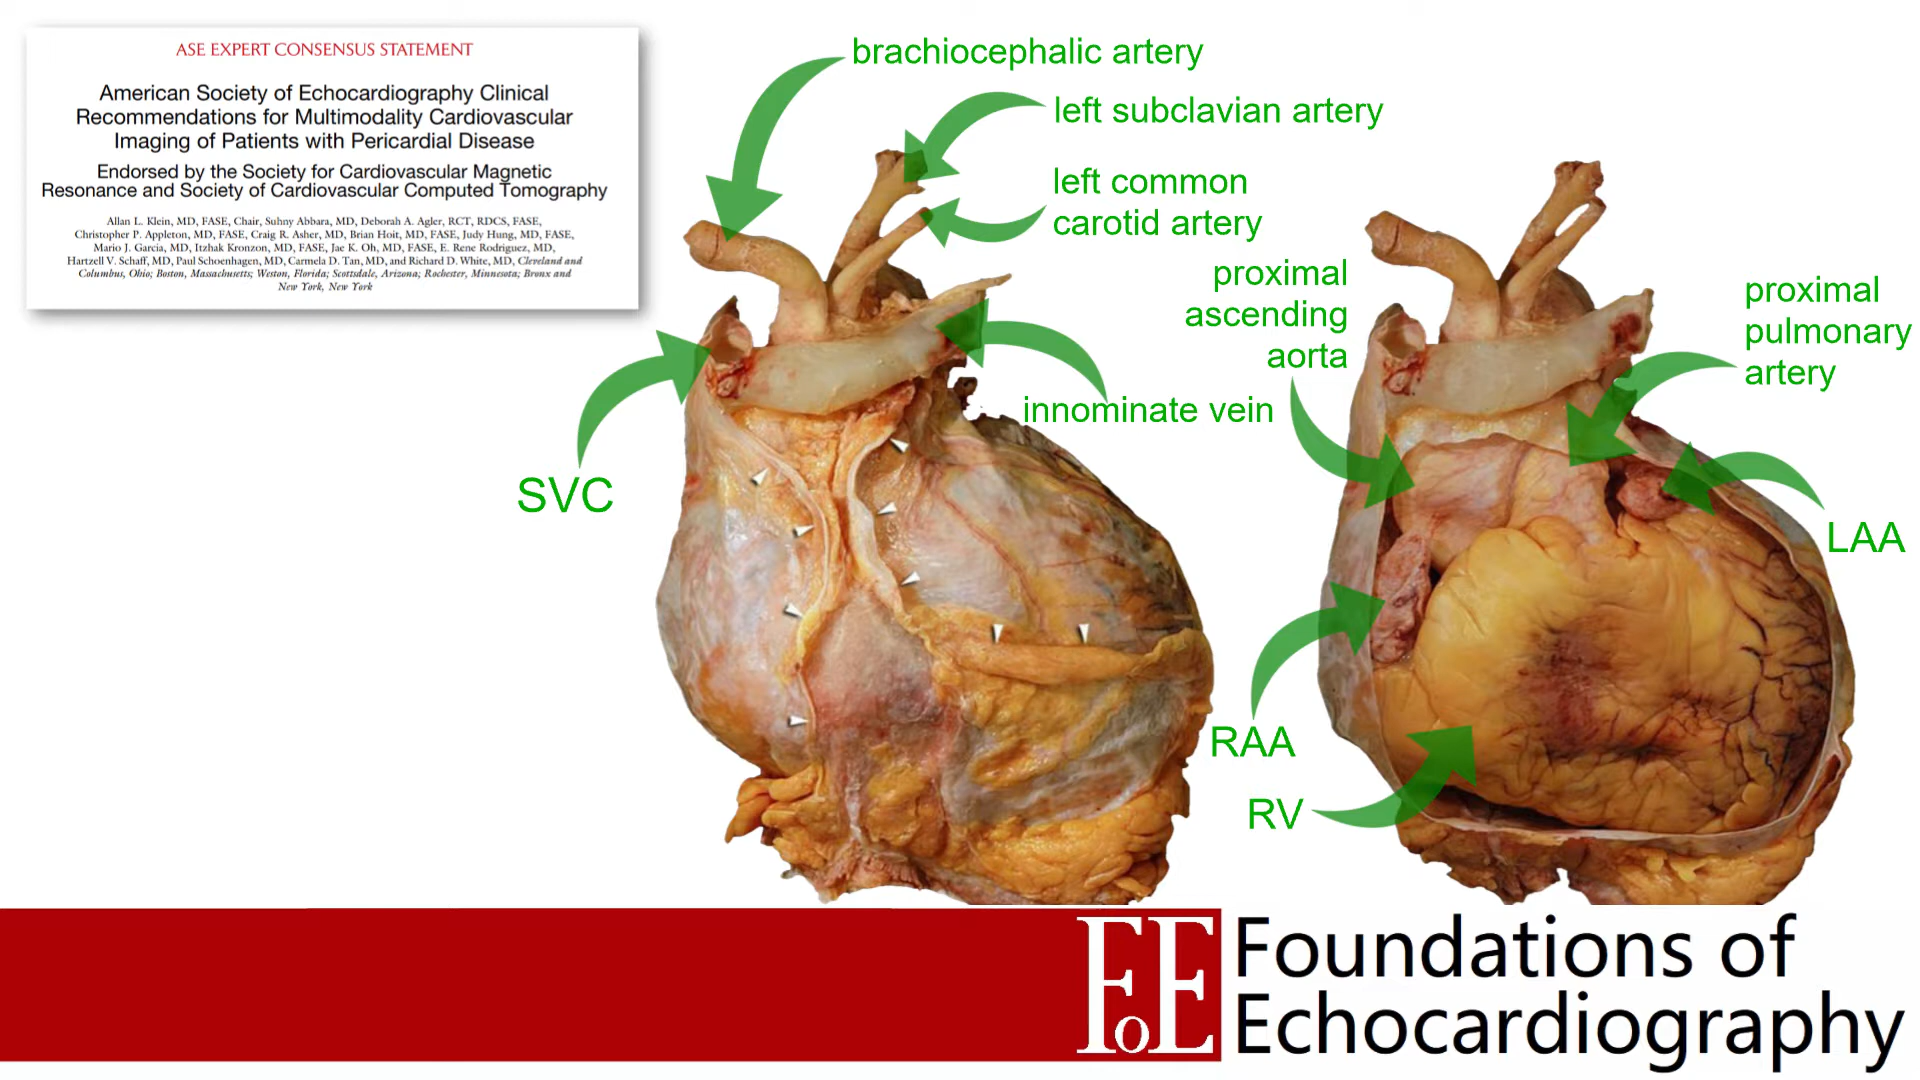 ASE EXPERT CONSENSUS STATEMENT
American Society of Echocardiography Clinical
Recommendations for Multimodality Cardiovascular
Imaging of Patients with Pericardial Disease
Endorsed by the Society for Cardiovascular Magnetic
Resonance and Society of Cardiovascular Computed Tomography
Allan L. Klein, MD, FASE, Chair, Suhny Abbara, MD, Deborah A. Agler, RCT, RDCS, FASE,
Christopher P. Appleton, MD, FASE, Craig R. Asher, MD, Brian Hoit, MD, FASE, Judy Hung, MD, FASE,
Mario J. Garcia, MD, Itzhak Kronzon, MD, FASE, Jae K. Oh, MD, FASE, E. Rene Rodriguez, MD,
Hartzell V. Schaff, MD, Paul Schoenhagen, MD, Carmela D. Tan, MD, and Richard D. White, MD, Cleveland and
Columbus, Ohio; Boston, Massachusetts; Weston, Florida; Scottsdale, Arizona; Rochester, Minnesota; Bronx and
New York, New York
brachiocephalic artery
left subclavian artery
left common
carotid artery
proximal
ascending
aorta
proximal
pulmonary
artery
innominate vein
SVC
LAA
RAA
RV
FoE
Foundations of
Echocardiography